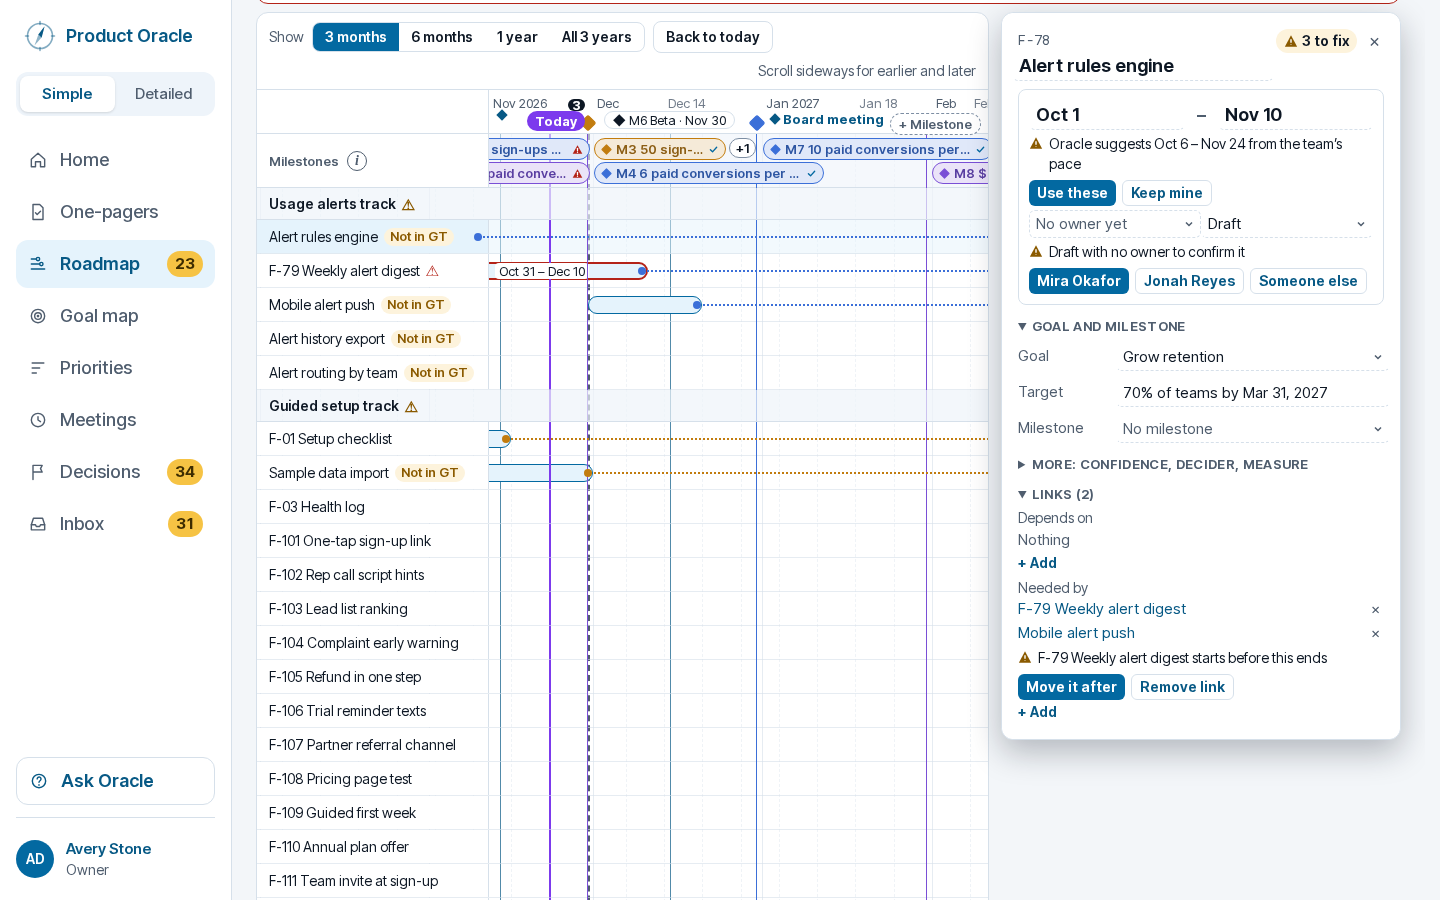 Product Oracle
Simple
Detailed
Home
One-pagers
Roadmap
23
Goal map
Priorities
Meetings
Decisions
34
Inbox
31
Ask Oracle
AD
Avery Stone
Owner
Show
3 months
6 months
1 year
All 3 years
Back to today
Scroll sideways for earlier and later
Nov 2026
3
Dec
Dec 14
Jan 2027
Jan 18
Feb
Today
M6 Beta · Nov 30
Board meeting
+ Milestone
Milestones
i
sign-ups ...
M3 50 sign-...
+1
M7 10 paid conversions per...
paid conve...
M4 6 paid conversions per ...
M8 $
Usage alerts track
Alert rules engine
Not in GT
F-79 Weekly alert digest
Oct 31 – Dec 10
Mobile alert push
Not in GT
Alert history export
Not in GT
Alert routing by team
Not in GT
Guided setup track
F-01 Setup checklist
Sample data import
Not in GT
F-03 Health log
F-101 One-tap sign-up link
F-102 Rep call script hints
F-103 Lead list ranking
F-104 Complaint early warning
F-105 Refund in one step
F-106 Trial reminder texts
F-107 Partner referral channel
F-108 Pricing page test
F-109 Guided first week
F-110 Annual plan offer
F-111 Team invite at sign-up
F-78
3 to fix
×
Alert rules engine
Oct 1
–
Nov 10
Oracle suggests Oct 6 – Nov 24 from the team's
pace
Use these
Keep mine
No owner yet
Draft
Draft with no owner to confirm it
Mira Okafor
Jonah Reyes
Someone else
GOAL AND MILESTONE
Goal
Grow retention
Target
70% of teams by Mar 31, 2027
Milestone
No milestone
MORE: CONFIDENCE, DECIDER, MEASURE
LINKS (2)
Depends on
Nothing
+ Add
Needed by
F-79 Weekly alert digest
×
Mobile alert push
×
F-79 Weekly alert digest starts before this ends
Move it after
Remove link
+ Add